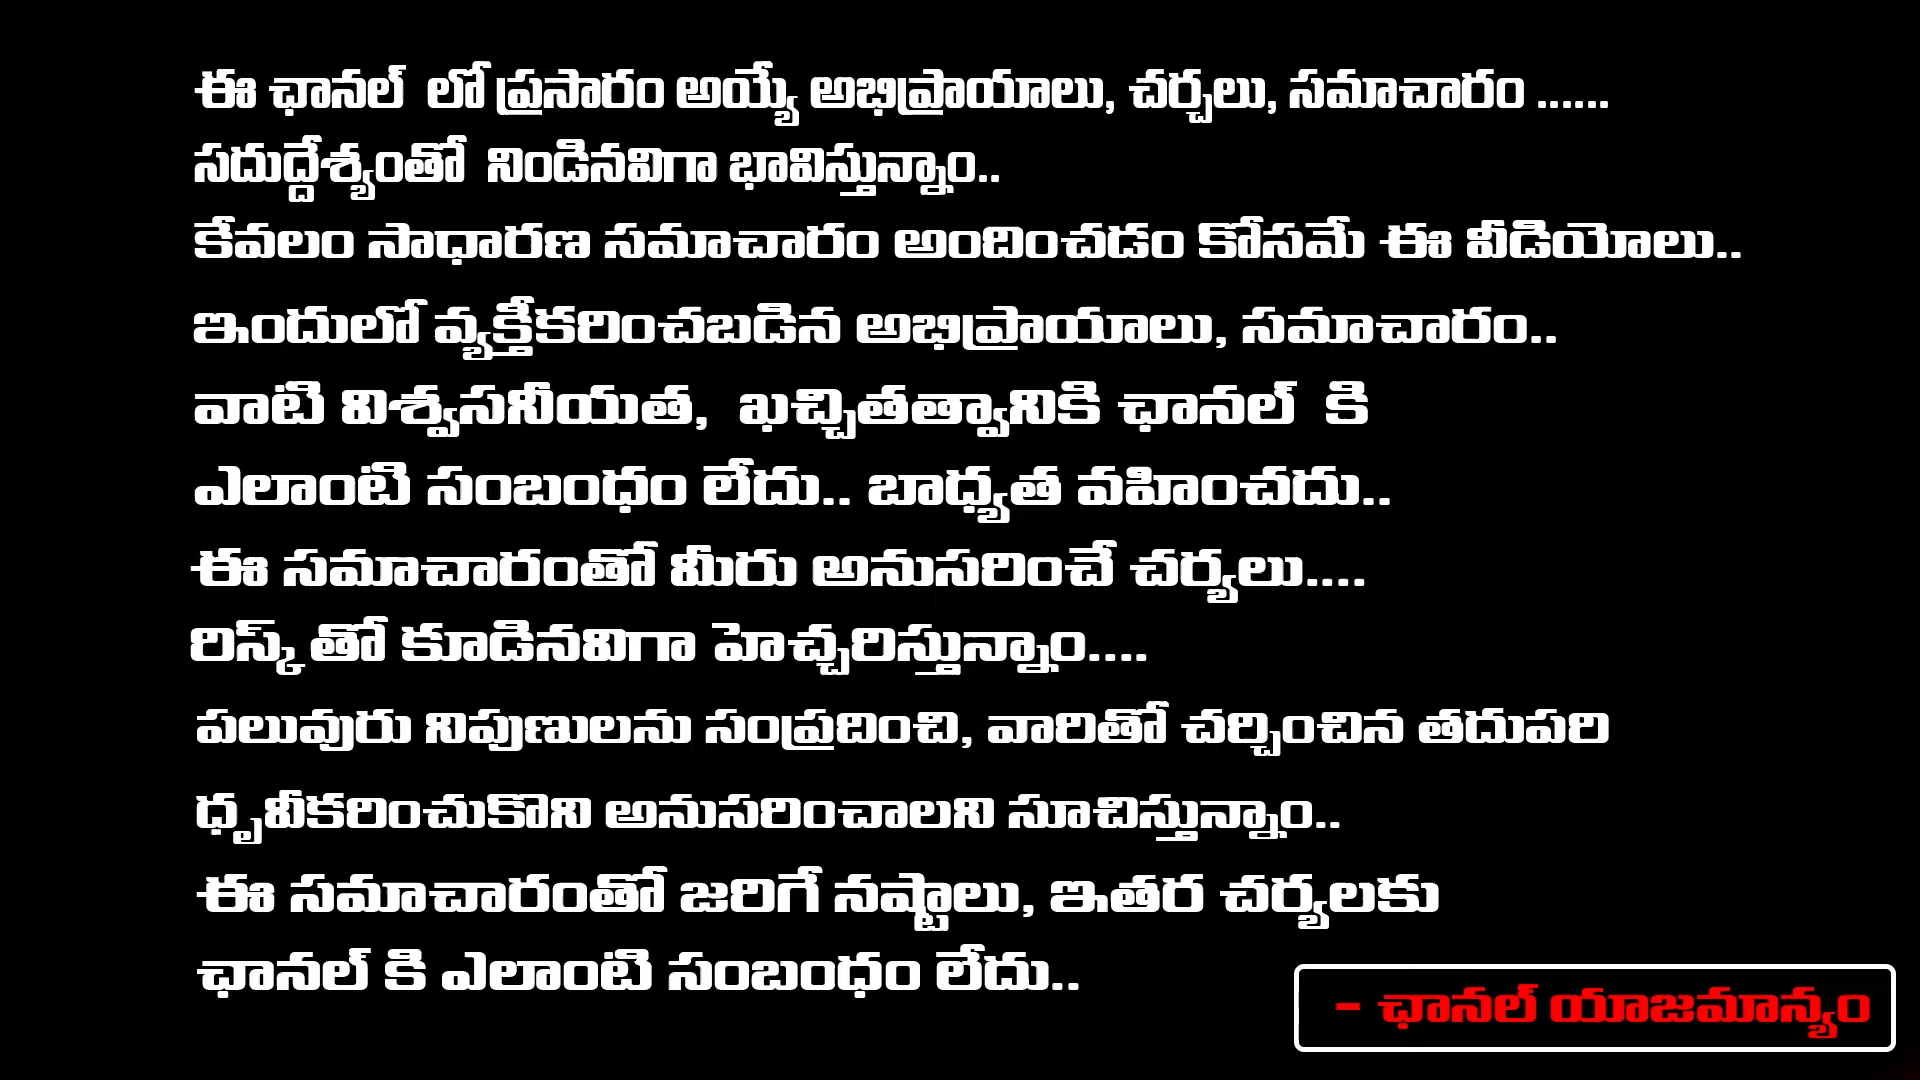 ఈ ఛానల్ లో ప్రసారం అయ్యే అభిప్రాయాలు, చర్చలు, సమాచారం ......
సదుద్దేశ్యంతో నిండినవిగా భావిస్తున్నాం..
కేవలం సాధారణ సమాచారం అందించడం కోసమే ఈ వీడియోలు..
ఇందులో వ్యక్తీకరించబడిన అభిప్రాయాలు, సమాచారం..
వాటి విశ్వసనీయత, ఖచ్చితత్వానికి ఛానల్ కి
ఎలాంటి సంబంధం లేదు.. బాధ్యత వహించదు..
ఈ సమాచారంతో మీరు అనుసరించే చర్యలు....
రిస్క్ తో కూడినవిగా హెచ్చరిస్తున్నాం....
పలువురు నిపుణులను సంప్రదించి, వారితో చర్చించిన తదుపరి
ధృవీకరించుకొని అనుసరించాలని సూచిస్తున్నాం..
ఈ సమాచారంతో జరిగే నష్టాలు, ఇతర చర్యలకు
ఛానల్ కి ఎలాంటి సంబంధం లేదు..
- ఛానల్ యాజమాన్యం